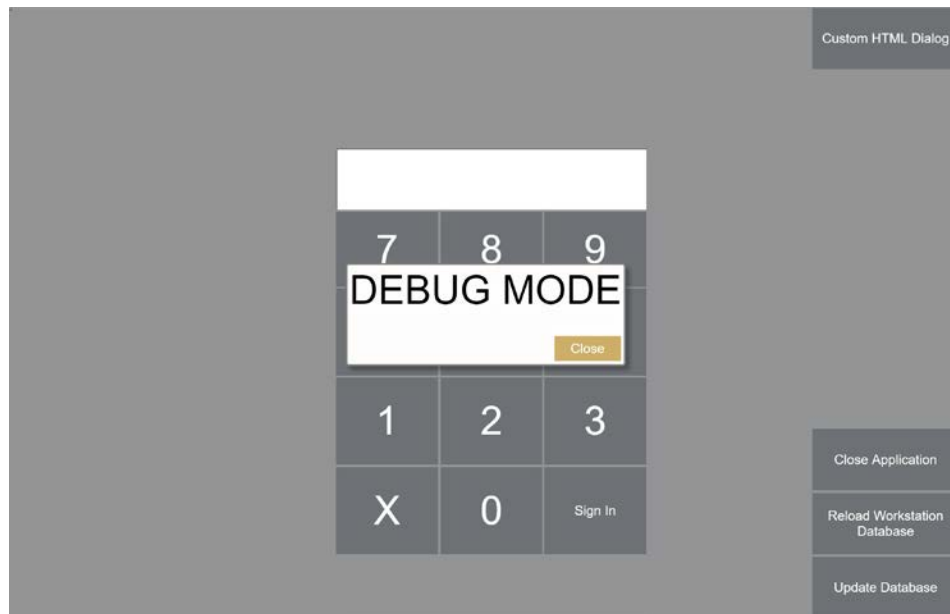 Custom HTML Dialog
7 8 9
DEBUG MODE
Close
1 2 3
X 0 Sign In
Close Application
Reload Workstation
Database
Update Database